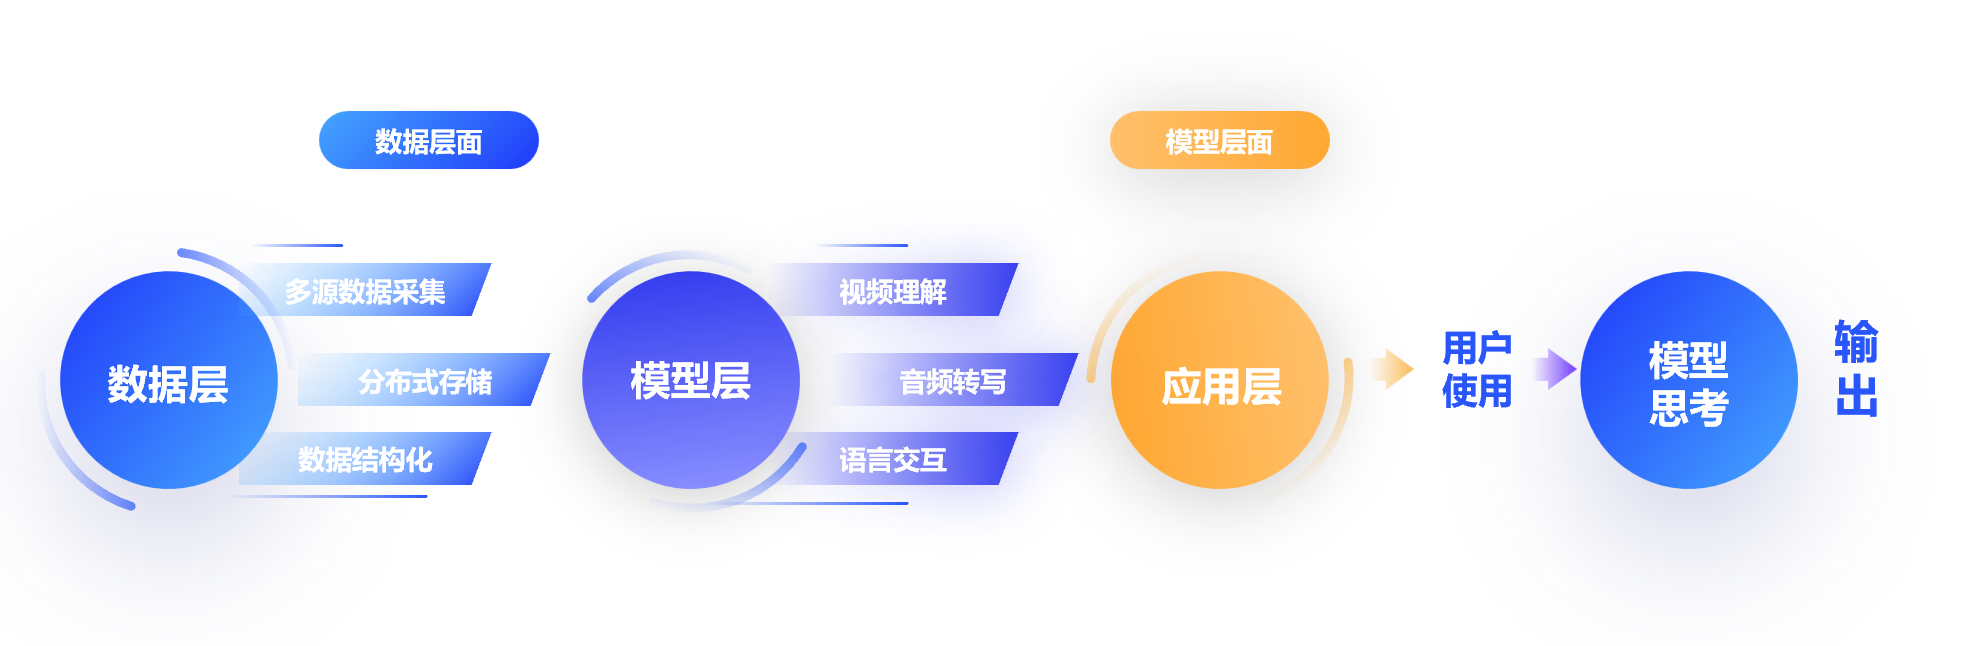 数据层面
模型层面
数据层
多源数据采集
分布式存储
数据结构化
模型层
视频理解
音频转写
语言交互
应用层
用户
使用
模型
思考
输
出